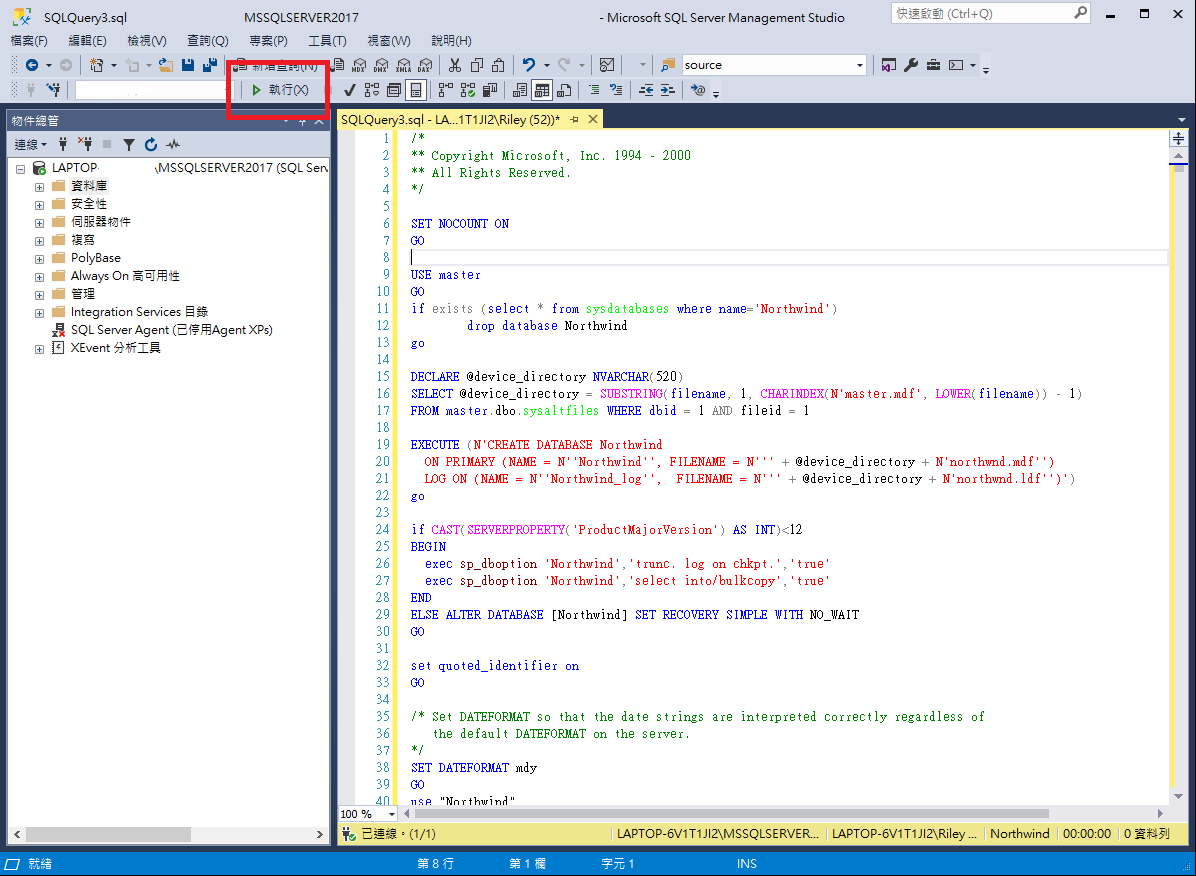 SQLQuery3.sql MSSQLSERVER2017 - Microsoft SQL Server Management Studio
快速啟動 (Ctrl+Q)
檔案(F) 編輯(E) 檢視(V) 查詢(Q) 專案(P) 工具(T) 視窗(W) 說明(H)
新增查詢(N) MDX DMX XMLA DAX source
執行(X)
物件總管
SQLQuery3.sql - LA...1T1JI2\Riley (52))*
連線
LAPTOP- \MSSQLSERVER2017 (SQL Serv
資料庫
安全性
伺服器物件
複寫
PolyBase
Always On 高可用性
管理
Integration Services 目錄
SQL Server Agent (已停用Agent XPs)
XEvent 分析工具
1 /*
2 ** Copyright Microsoft, Inc. 1994 - 2000
3 ** All Rights Reserved.
4 */
5
6 SET NOCOUNT ON
7 GO
8
9 USE master
10 GO
11 if exists (select * from sysdatabases where name='Northwind')
12 drop database Northwind
13 go
14
15 DECLARE @device_directory NVARCHAR(520)
16 SELECT @device_directory = SUBSTRING(filename, 1, CHARINDEX(N'master.mdf', LOWER(filename)) - 1)
17 FROM master.dbo.sysaltfiles WHERE dbid = 1 AND fileid = 1
18
19 EXECUTE (N'CREATE DATABASE Northwind
20 ON PRIMARY (NAME = N''Northwind'', FILENAME = N''' + @device_directory + N'northwnd.mdf'')
21 LOG ON (NAME = N''Northwind_log'', FILENAME = N''' + @device_directory + N'northwnd.ldf'')')
22 go
23
24 if CAST(SERVERPROPERTY('ProductMajorVersion') AS INT)<12
25 BEGIN
26 exec sp_dboption 'Northwind','trunc. log on chkpt.','true'
27 exec sp_dboption 'Northwind','select into/bulkcopy','true'
28 END
29 ELSE ALTER DATABASE [Northwind] SET RECOVERY SIMPLE WITH NO_WAIT
30 GO
31
32 set quoted_identifier on
33 GO
34
35 /* Set DATEFORMAT so that the date strings are interpreted correctly regardless of
36 the default DATEFORMAT on the server.
37 */
38 SET DATEFORMAT mdy
39 GO
40 use "Northwind"
100 %
已連線。(1/1) LAPTOP-6V1T1JI2\MSSQLSERVER... LAPTOP-6V1T1JI2\Riley ... Northwind 00:00:00 0 資料列
就緒 第 8 行 第 1 欄 字元 1 INS